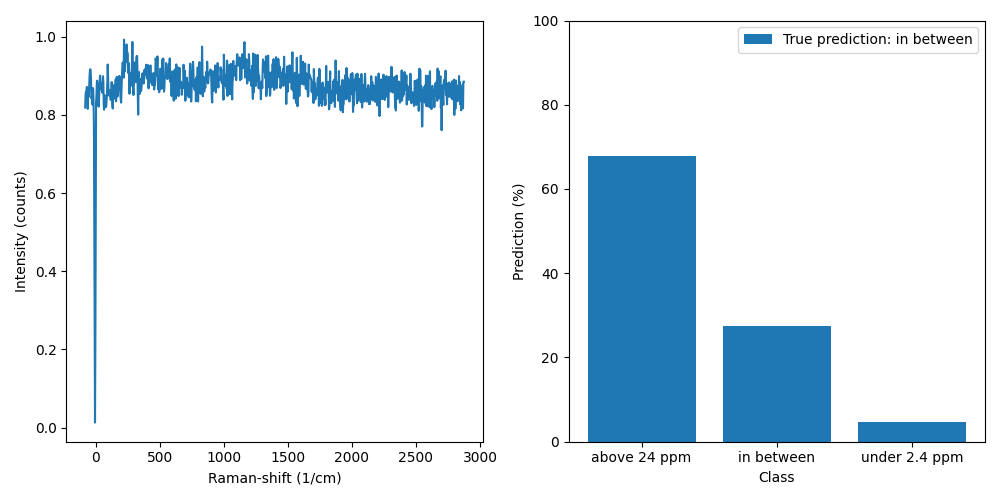 1.0
0.8
0.6
0.4
0.2
0.0
Intensity (counts)
0 500 1000 1500 2000 2500 3000
Raman-shift (1/cm)
100
80
60
40
20
0
Prediction (%)
True prediction: in between
above 24 ppm in between under 2.4 ppm
Class